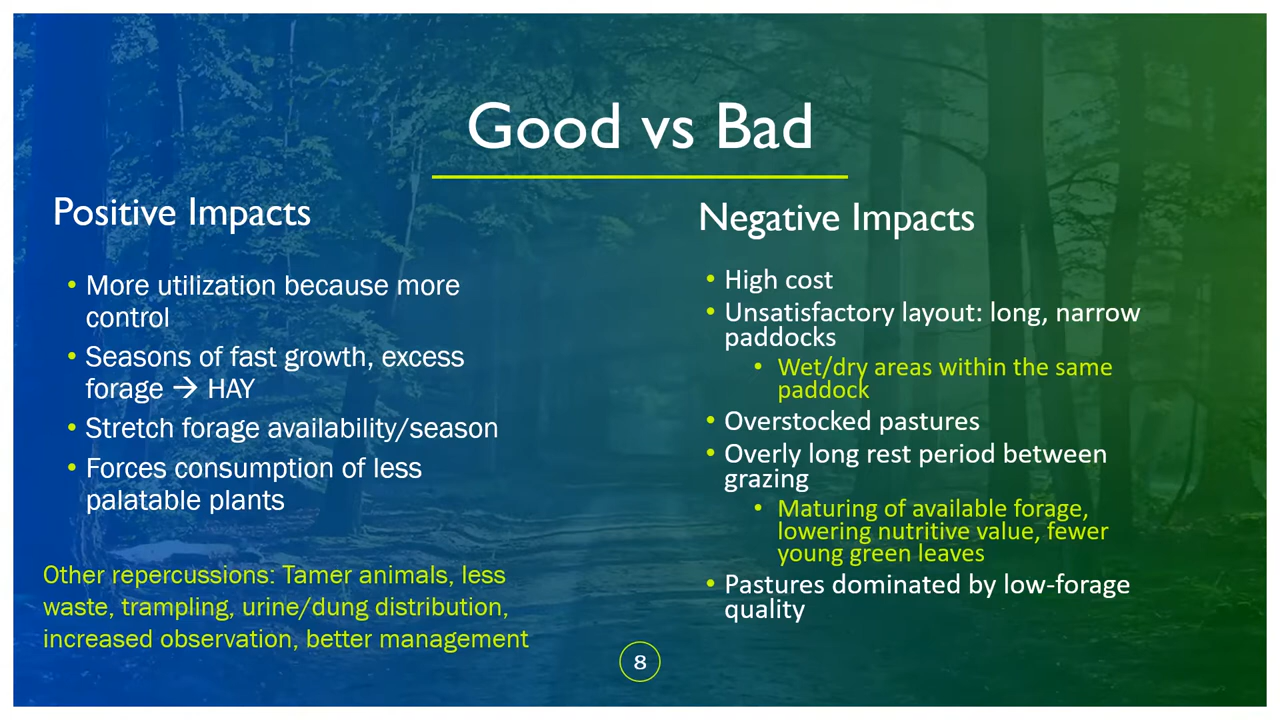 Good vs Bad
Positive Impacts
• More utilization because more
control
• Seasons of fast growth, excess
forage → HAY
• Stretch forage availability/season
• Forces consumption of less
palatable plants
Other repercussions: Tamer animals, less
waste, trampling, urine/dung distribution,
increased observation, better management
Negative Impacts
• High cost
• Unsatisfactory layout: long, narrow
paddocks
• Wet/dry areas within the same
paddock
• Overstocked pastures
• Overly long rest period between
grazing
• Maturing of available forage,
lowering nutritive value, fewer
young green leaves
• Pastures dominated by low-forage
quality
8